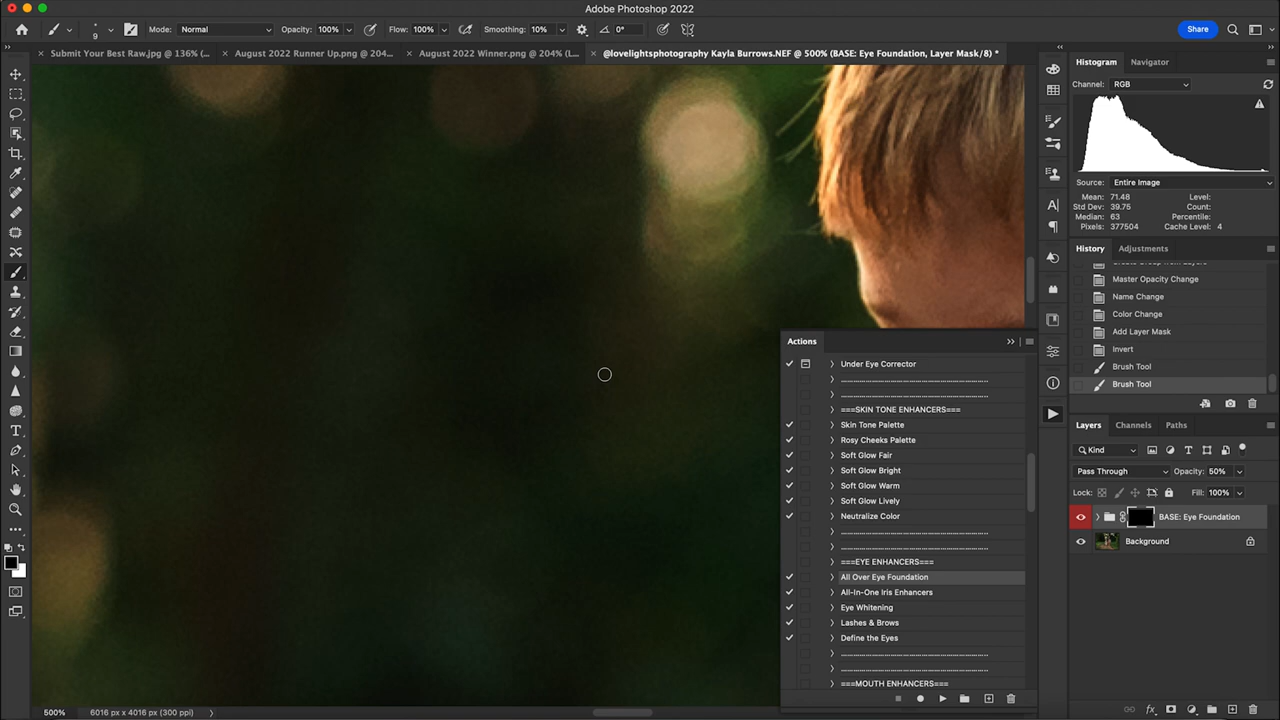 Adobe Photoshop 2022
9 Mode: Normal Opacity: 100% Flow: 100% Smoothing: 10% 0° Share
Submit Your Best Raw.jpg @ 136% (... August 2022 Runner Up.png @ 204... August 2022 Winner.png @ 204% (L... @lovelightsphotography Kayla Burrows.NEF @ 500% (BASE: Eye Foundation, Layer Mask/8) *
Histogram Navigator
Channel: RGB
Source: Entire Image
Mean: 71.48 Level:
Std Dev: 39.75 Count:
Median: 63 Percentile:
Pixels: 377504 Cache Level: 4
History Adjustments
Master Opacity Change
Name Change
Color Change
Add Layer Mask
Invert
Brush Tool
Brush Tool
Layers Channels Paths
Kind
Pass Through Opacity: 50%
Lock: Fill: 100%
BASE: Eye Foundation
Background
Actions
Under Eye Corrector
===SKIN TONE ENHANCERS===
Skin Tone Palette
Rosy Cheeks Palette
Soft Glow Fair
Soft Glow Bright
Soft Glow Warm
Soft Glow Lively
Neutralize Color
===EYE ENHANCERS===
All Over Eye Foundation
All-In-One Iris Enhancers
Eye Whitening
Lashes & Brows
Define the Eyes
===MOUTH ENHANCERS===
500% 6016 px x 4016 px (300 ppi)